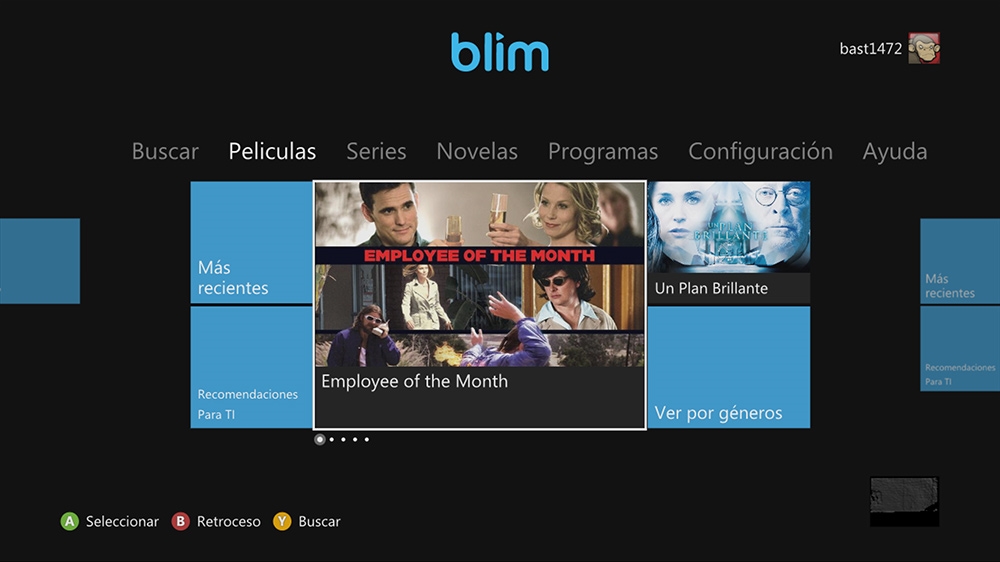 blim
bast1472
Buscar Peliculas Series Novelas Programas Configuración Ayuda
Más
recientes
Recomendaciones
Para TI
EMPLOYEE OF THE MONTH
Employee of the Month
UN PLAN
BRILLANTE
Un Plan Brillante
Ver por géneros
Más
recientes
Recomendaciones
Para TI
A Seleccionar B Retroceso Y Buscar